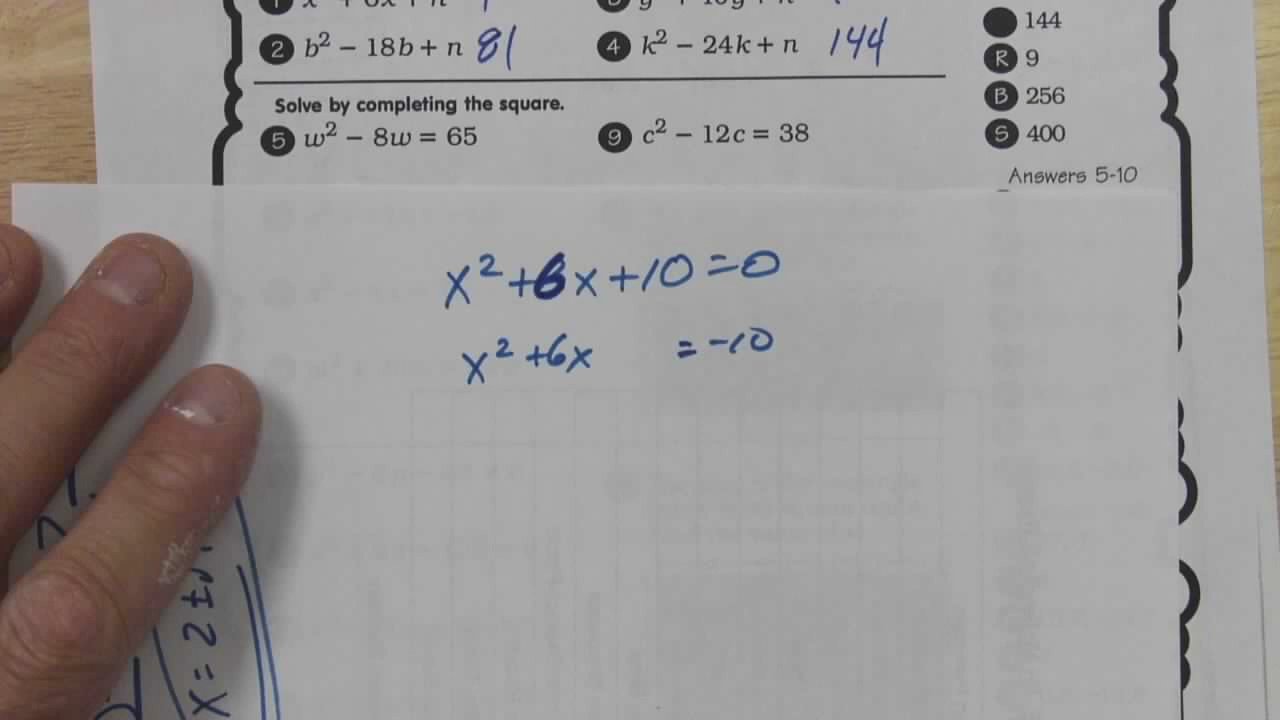 2 b² − 18b + n 81
4 k² − 24k + n 144
144
R 9
B 256
S 400
Solve by completing the square.
5 w² − 8w = 65
9 c² − 12c = 38
Answers 5-10
x² + 6x + 10 = 0
x² + 6x = -10
x = 2 ±